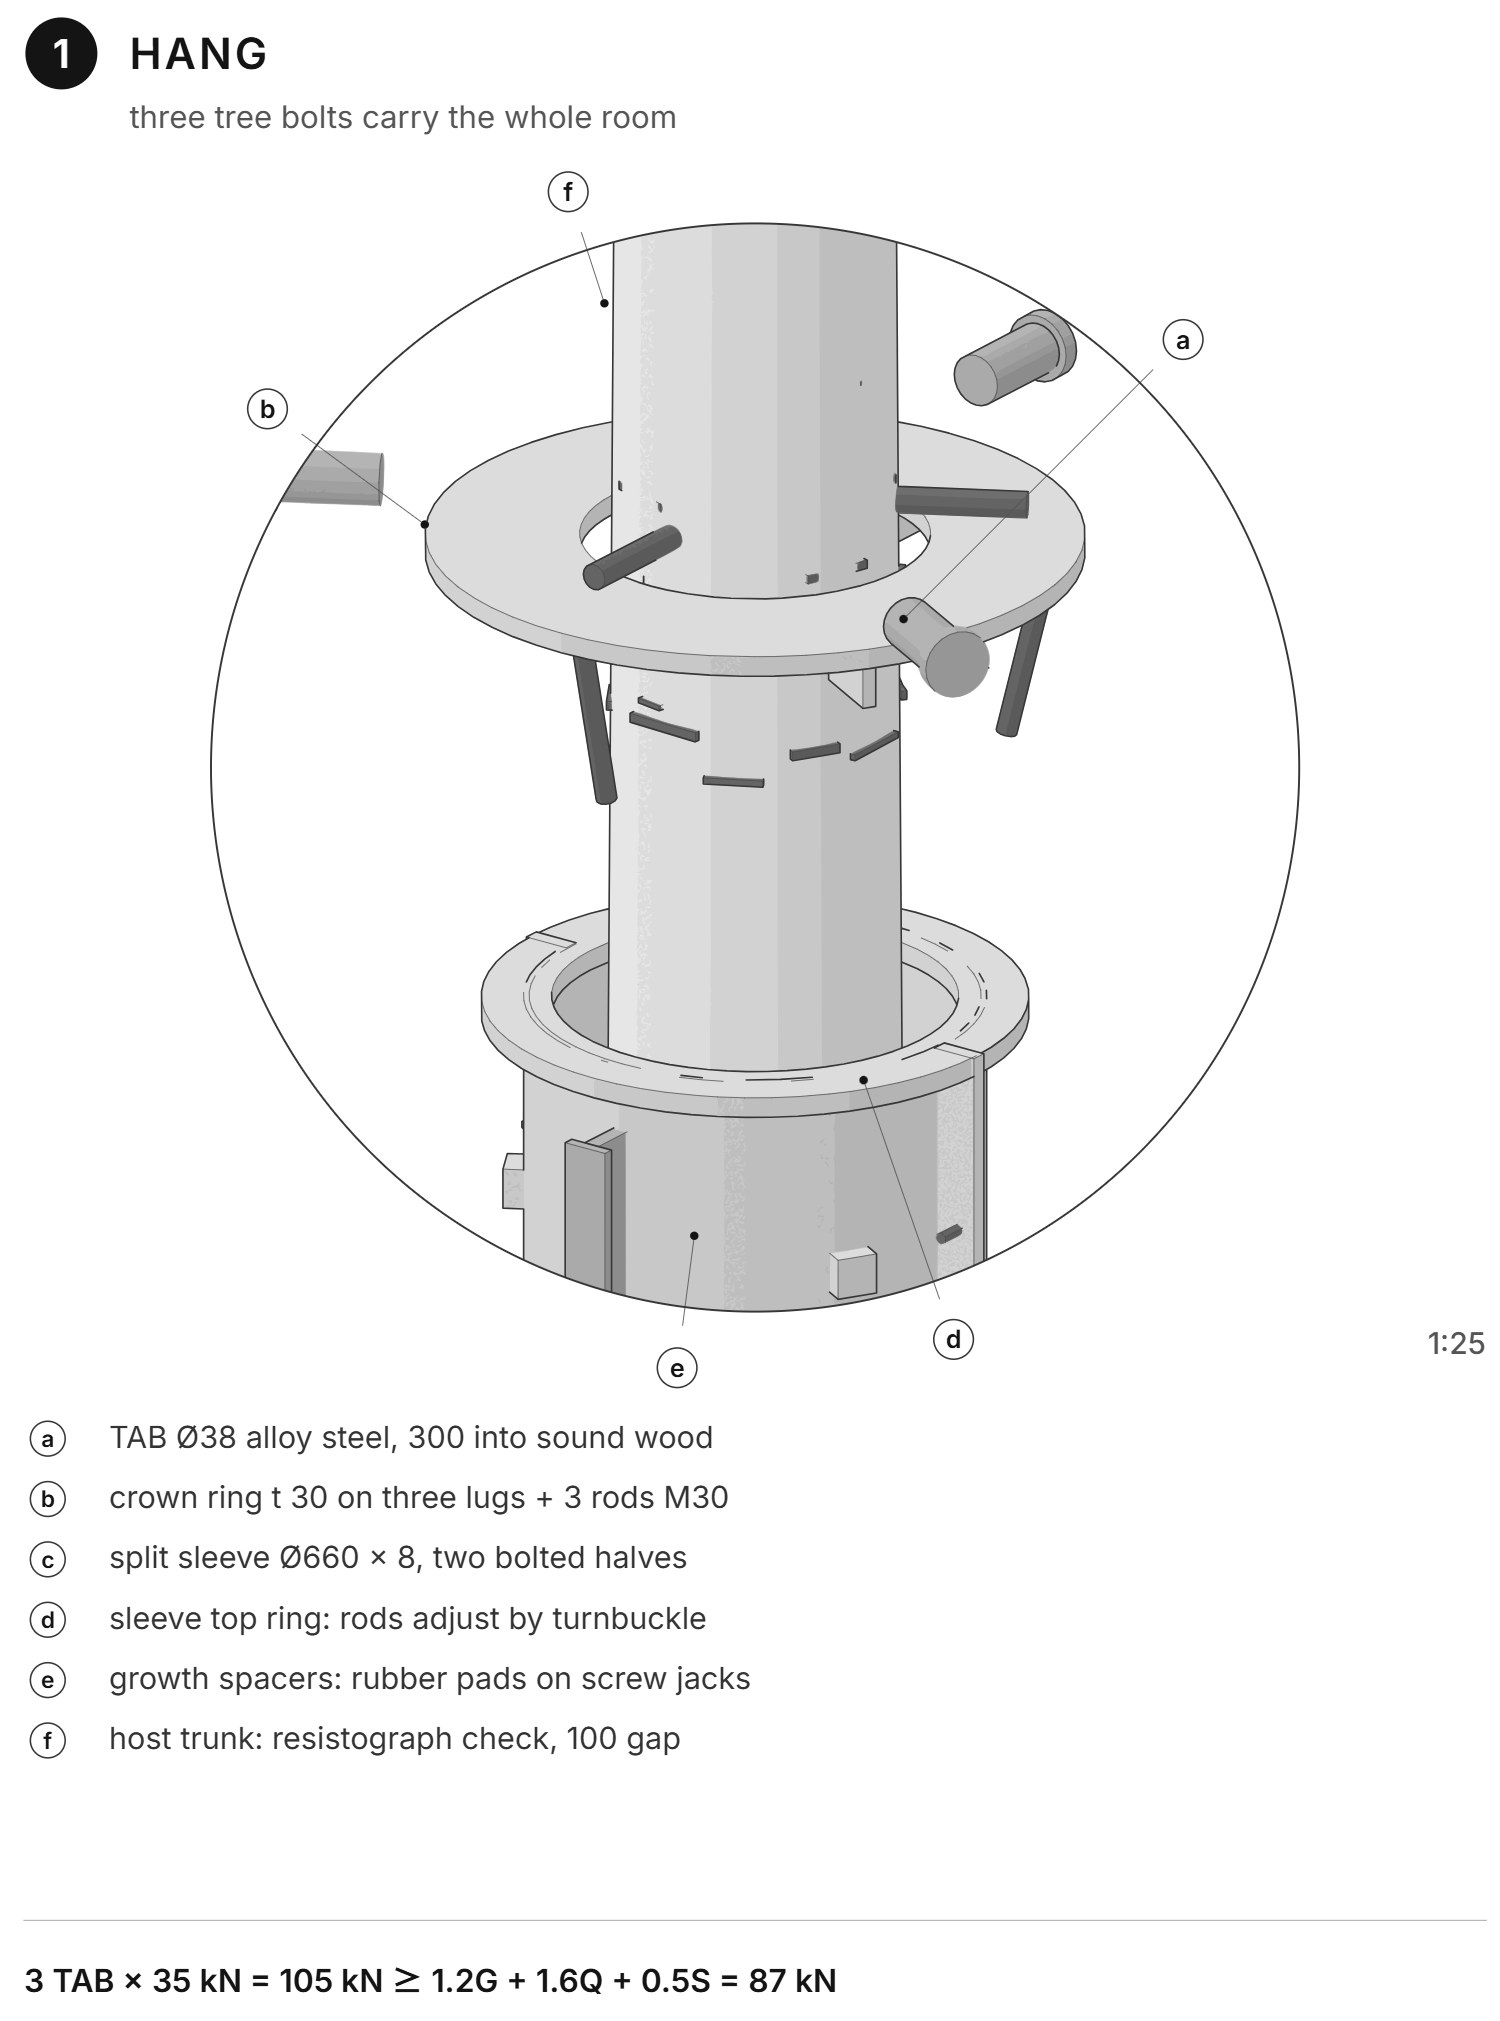 1 HANG
three tree bolts carry the whole room
f
a
b
d
e
1:25
a TAB Ø38 alloy steel, 300 into sound wood
b crown ring t 30 on three lugs + 3 rods M30
c split sleeve Ø660 × 8, two bolted halves
d sleeve top ring: rods adjust by turnbuckle
e growth spacers: rubber pads on screw jacks
f host trunk: resistograph check, 100 gap
3 TAB × 35 kN = 105 kN ≥ 1.2G + 1.6Q + 0.5S = 87 kN